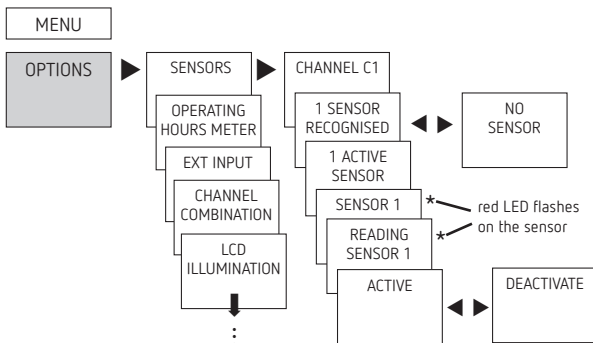 MENU
OPTIONS
SENSORS
OPERATING
HOURS METER
EXT INPUT
CHANNEL
COMBINATION
LCD
ILLUMINATION
:
CHANNEL C1
1 SENSOR
RECOGNISED
1 ACTIVE
SENSOR
SENSOR 1
READING
SENSOR 1
ACTIVE
NO
SENSOR
* red LED flashes
* on the sensor
DEACTIVATE